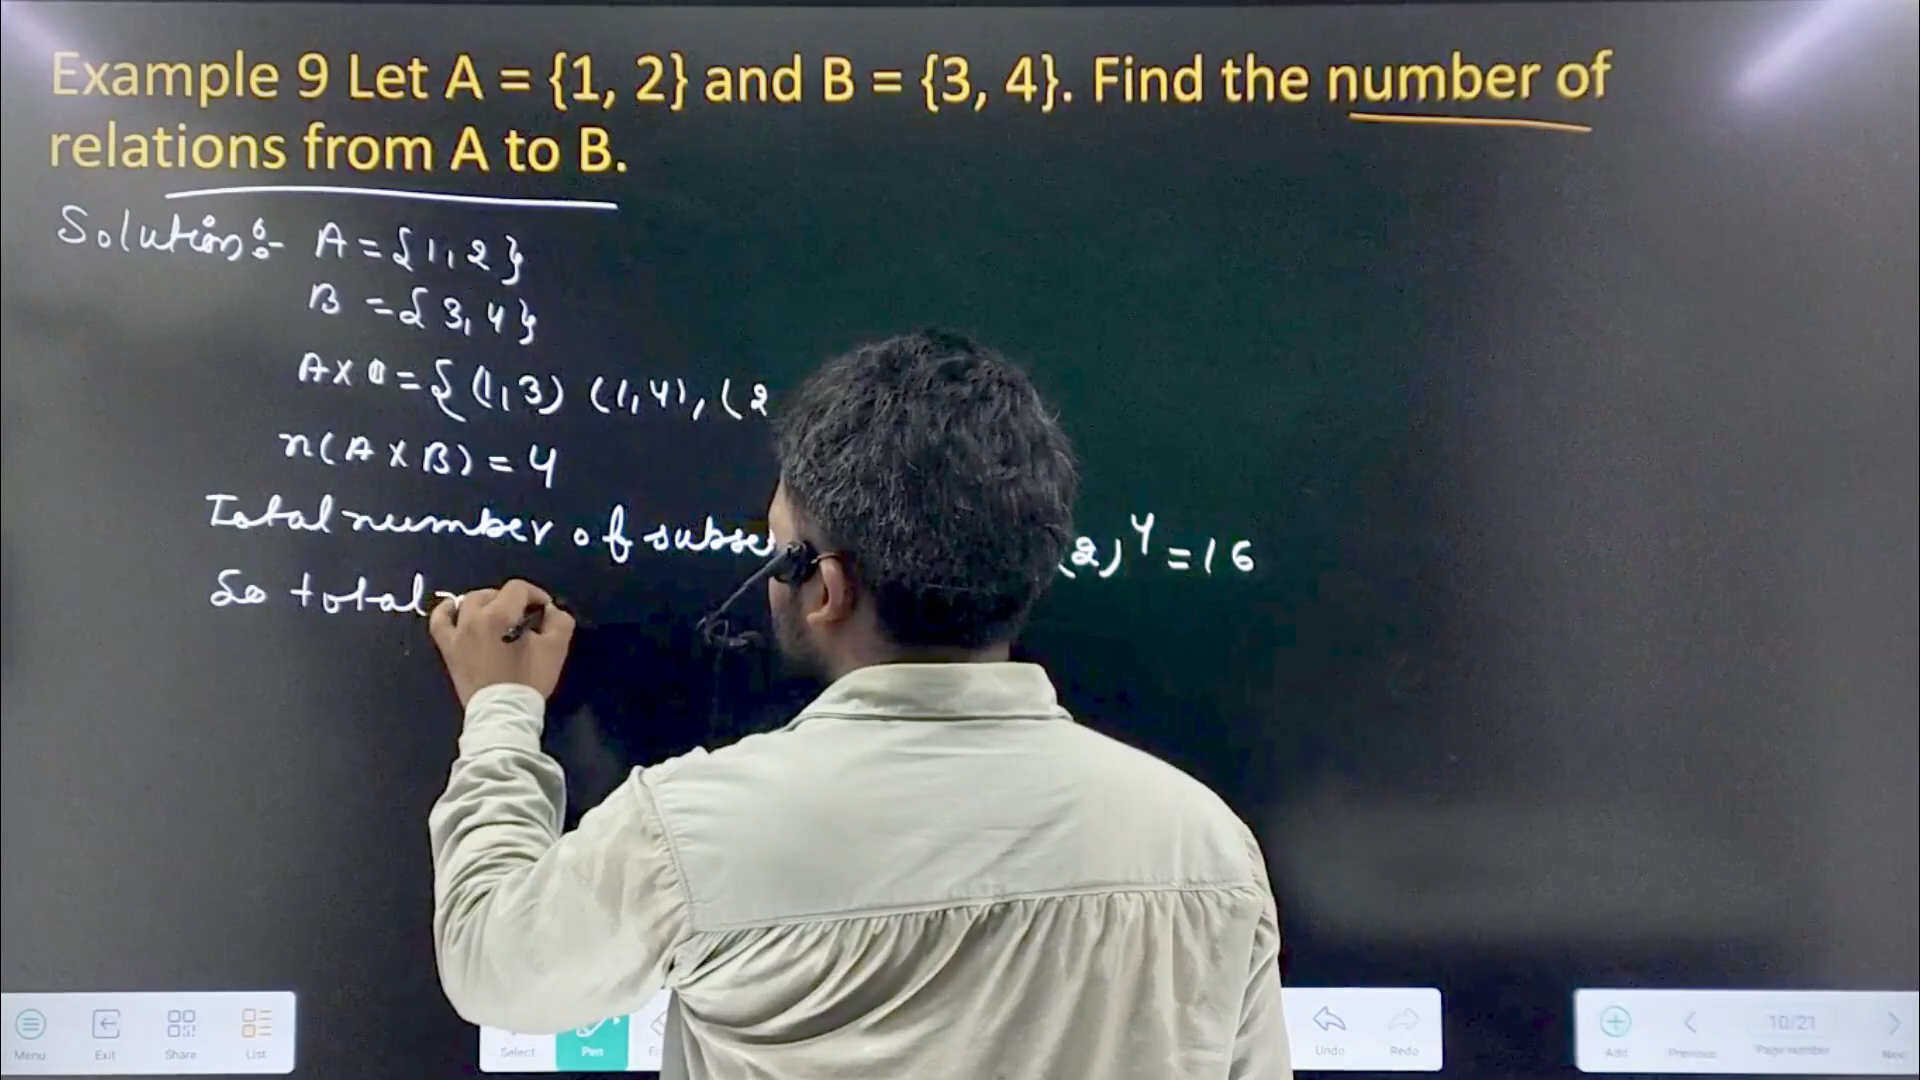 Example 9 Let A = {1, 2} and B = {3, 4}. Find the number of
relations from A to B.
Solution:- A = {1, 2}
B = {3, 4}
A X B = {(1,3) (1,4), (2
n(A X B) = 4
Total number of subse (2)^4 = 16
So total
Menu Exit Share List Select Pen Undo Redo Add Previous 10/21 Page number Next